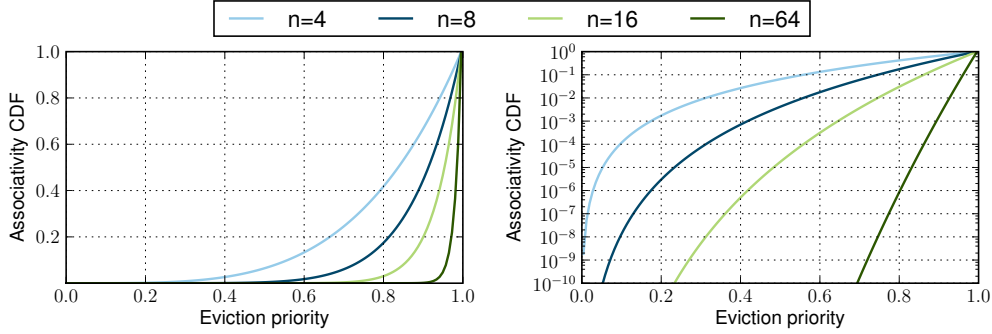 n=4 n=8 n=16 n=64
Associativity CDF
1.0
0.8
0.6
0.4
0.2
0.0 0.2 0.4 0.6 0.8 1.0
Eviction priority
Associativity CDF
10^0
10^-1
10^-2
10^-3
10^-4
10^-5
10^-6
10^-7
10^-8
10^-9
10^-10
0.0 0.2 0.4 0.6 0.8 1.0
Eviction priority